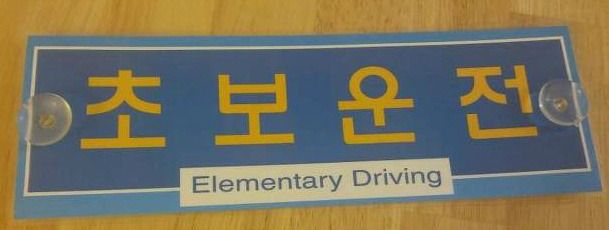 초보운전
Elementary Driving